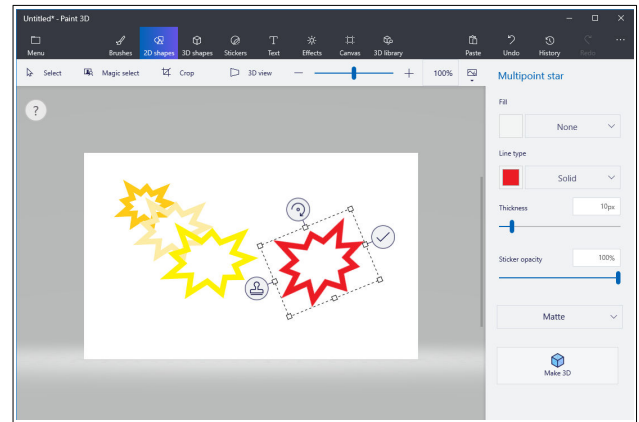 Untitled* - Paint 3D
Menu Brushes 2D shapes 3D shapes Stickers Text Effects Canvas 3D library Paste Undo History Redo
Select Magic select Crop 3D view 100%
Multipoint star
?
Fill
None
Line type
Solid
Thickness 10px
Sticker opacity 100%
Matte
Make 3D